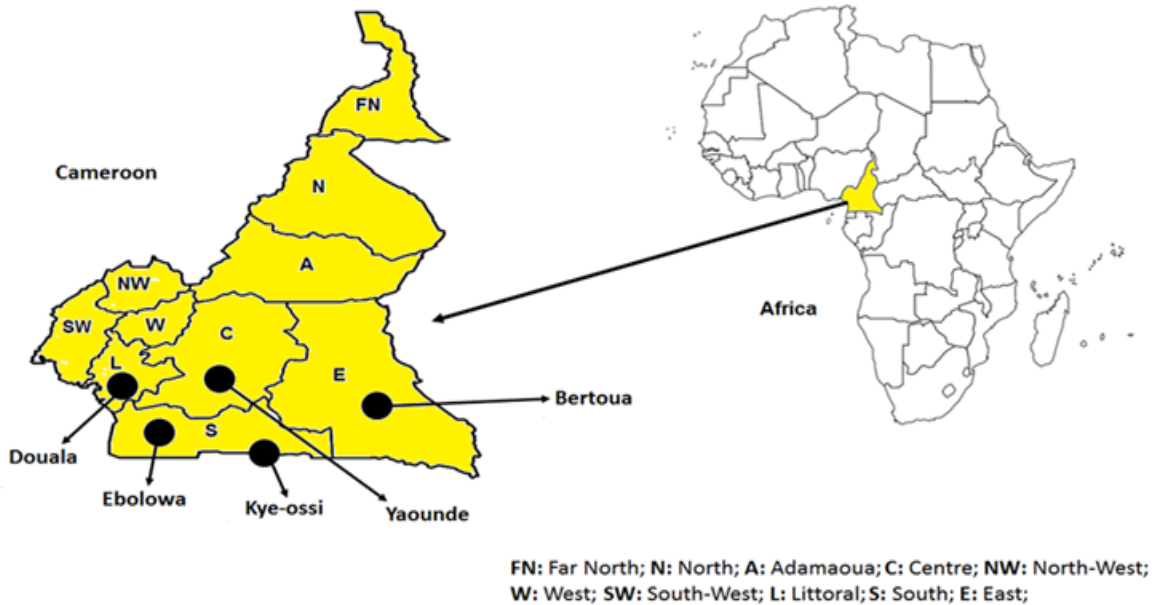 FN
Cameroon
N
A
NW
SW
W
C
L
E
S
Africa
Bertoua
Douala
Ebolowa
Kye-ossi
Yaounde
FN: Far North; N: North; A: Adamaoua; C: Centre; NW: North-West;
W: West; SW: South-West; L: Littoral; S: South; E: East;